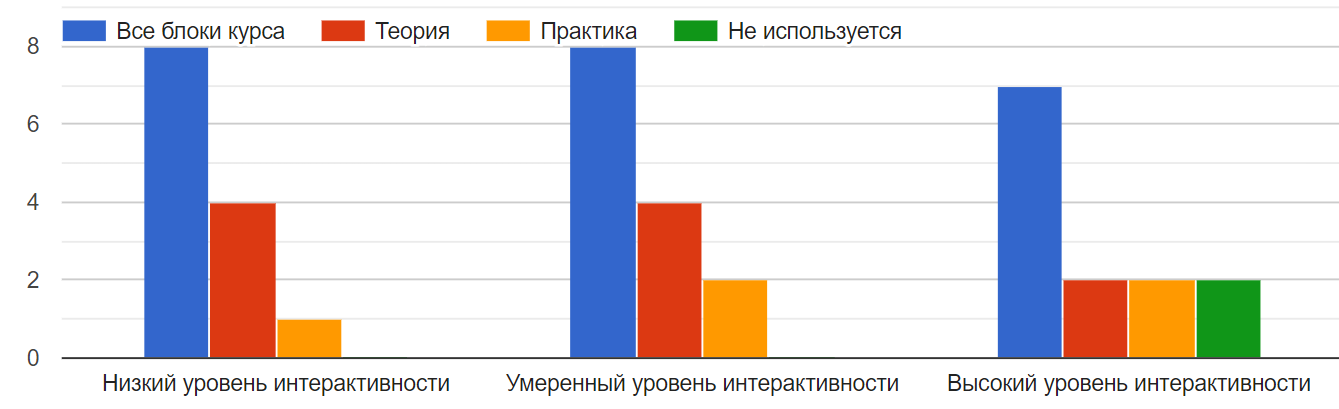 Все блоки курса Теория Практика Не используется
8
6
4
2
0
Низкий уровень интерактивности Умеренный уровень интерактивности Высокий уровень интерактивности